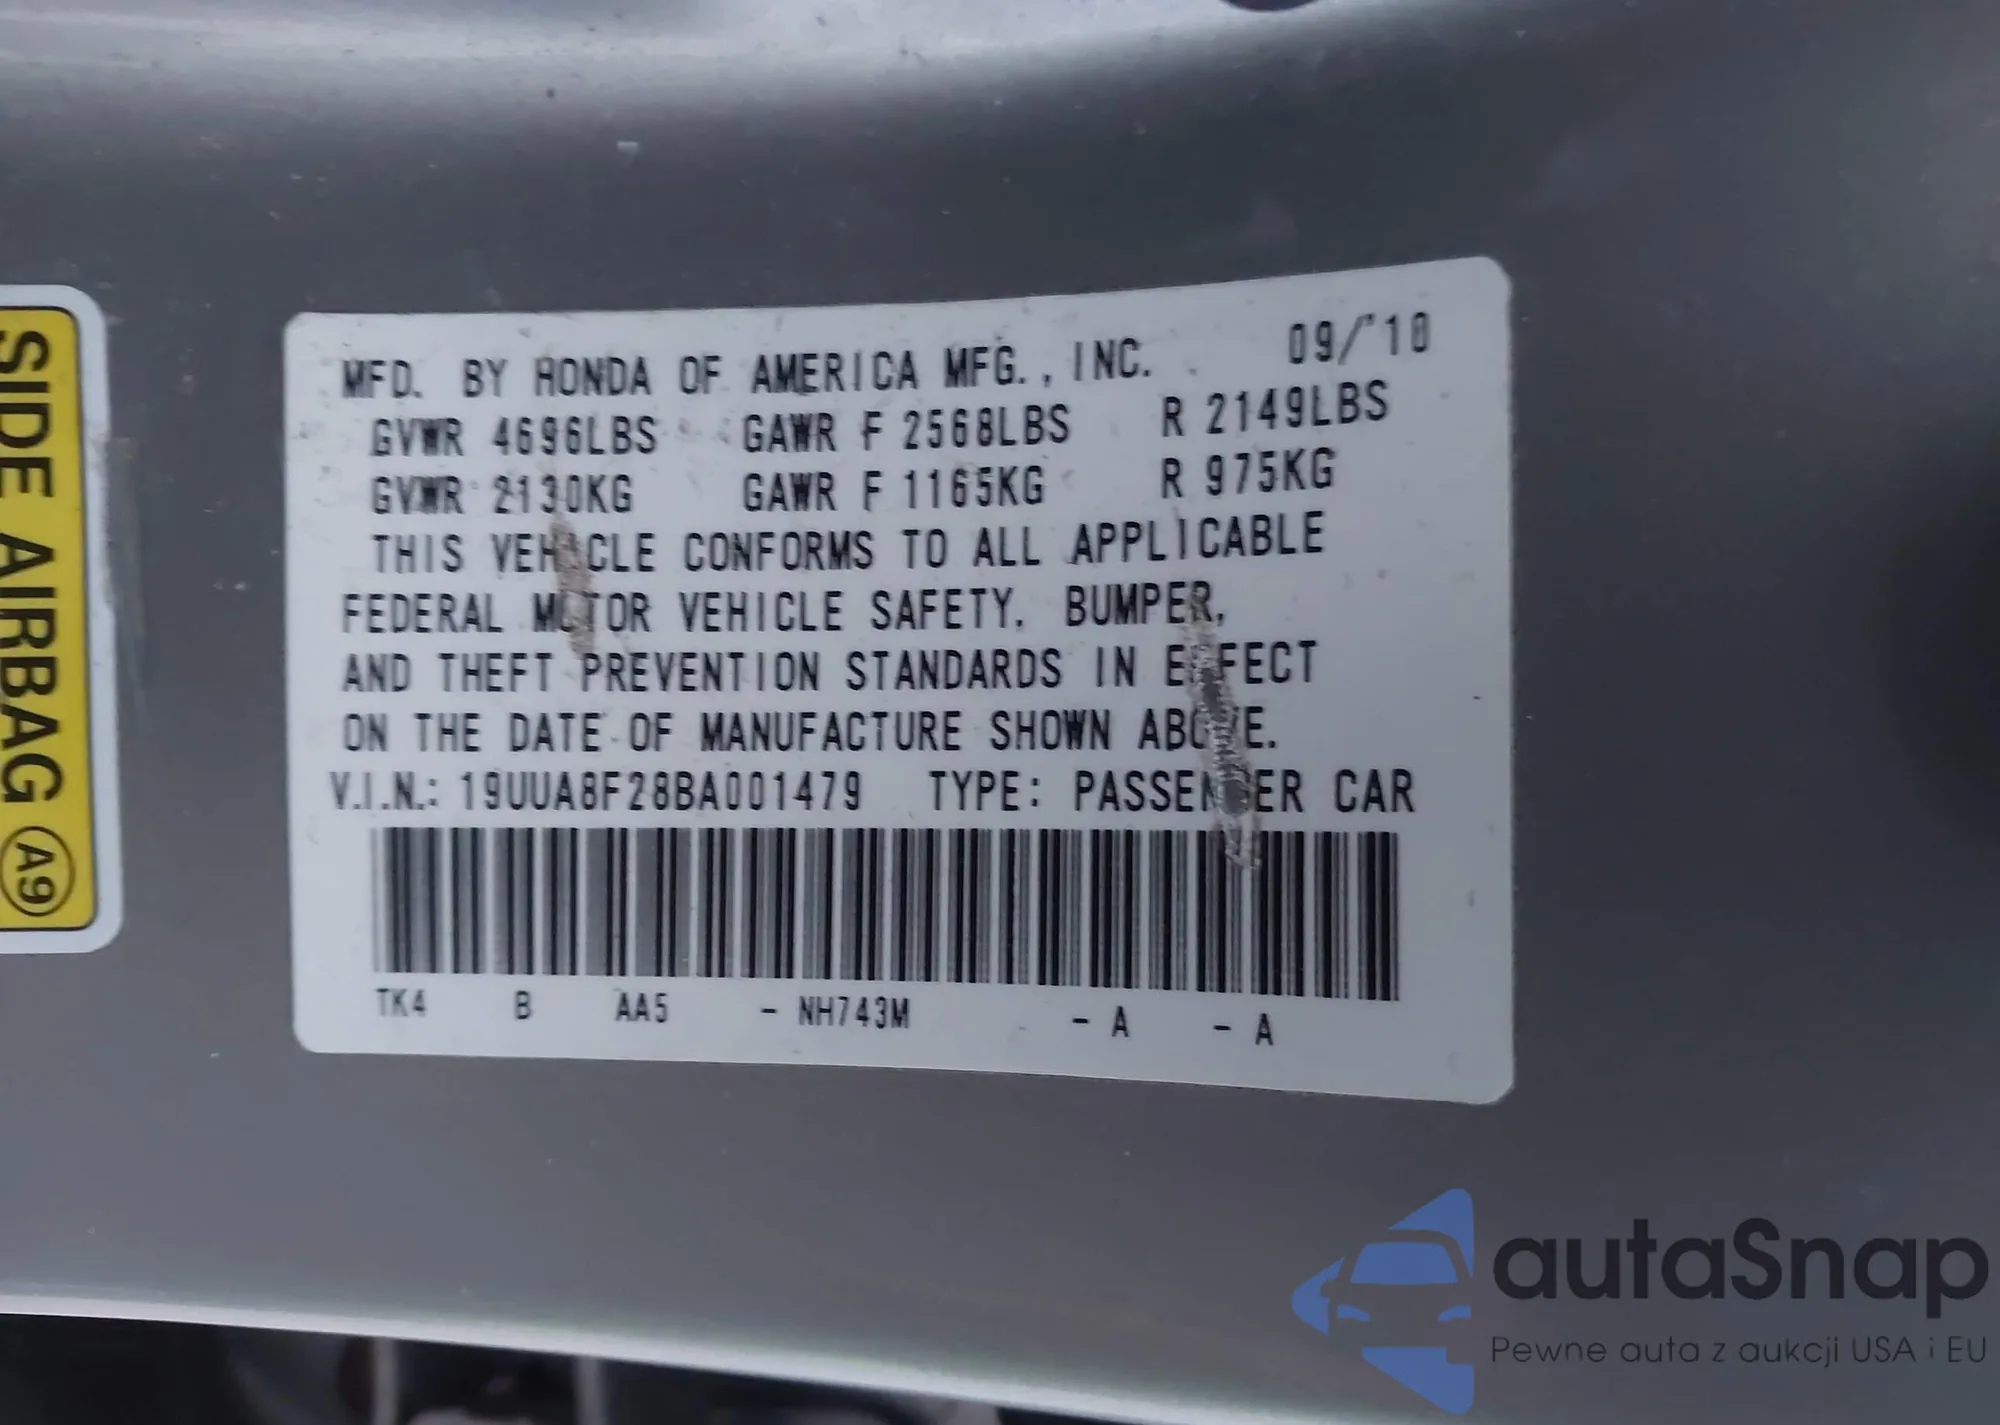 SIDE AIRBAG A9
MFD. BY HONDA OF AMERICA MFG., INC. 09/'10
GVWR 4696LBS GAWR F 2568LBS R 2149LBS
GVWR 2130KG GAWR F 1165KG R 975KG
THIS VEHICLE CONFORMS TO ALL APPLICABLE
FEDERAL MOTOR VEHICLE SAFETY, BUMPER,
AND THEFT PREVENTION STANDARDS IN EFFECT
ON THE DATE OF MANUFACTURE SHOWN ABOVE.
V.I.N.: 19UUA8F28BA001479 TYPE: PASSENGER CAR
TK4 B AA5 - NH743M - A - A
autaSnap
Pewne auta z aukcji USA i EU